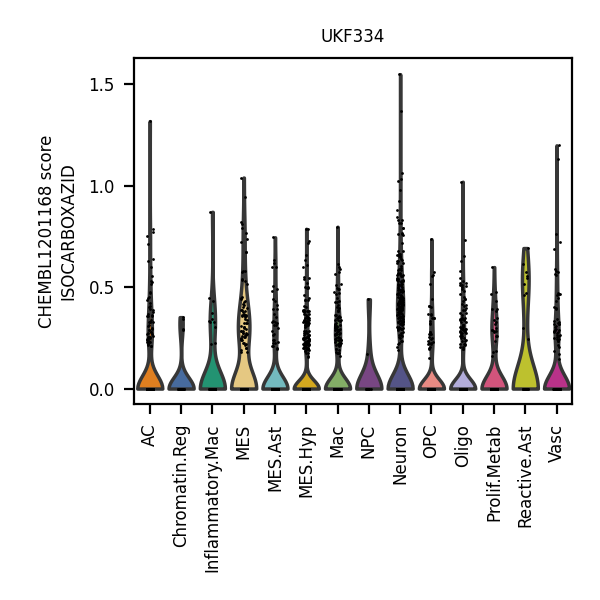 UKF334
CHEMBL1201168 score
ISOCARBOXAZID
1.5
1.0
0.5
0.0
AC
Chromatin.Reg
Inflammatory.Mac
MES
MES.Ast
MES.Hyp
Mac
NPC
Neuron
OPC
Oligo
Prolif.Metab
Reactive.Ast
Vasc